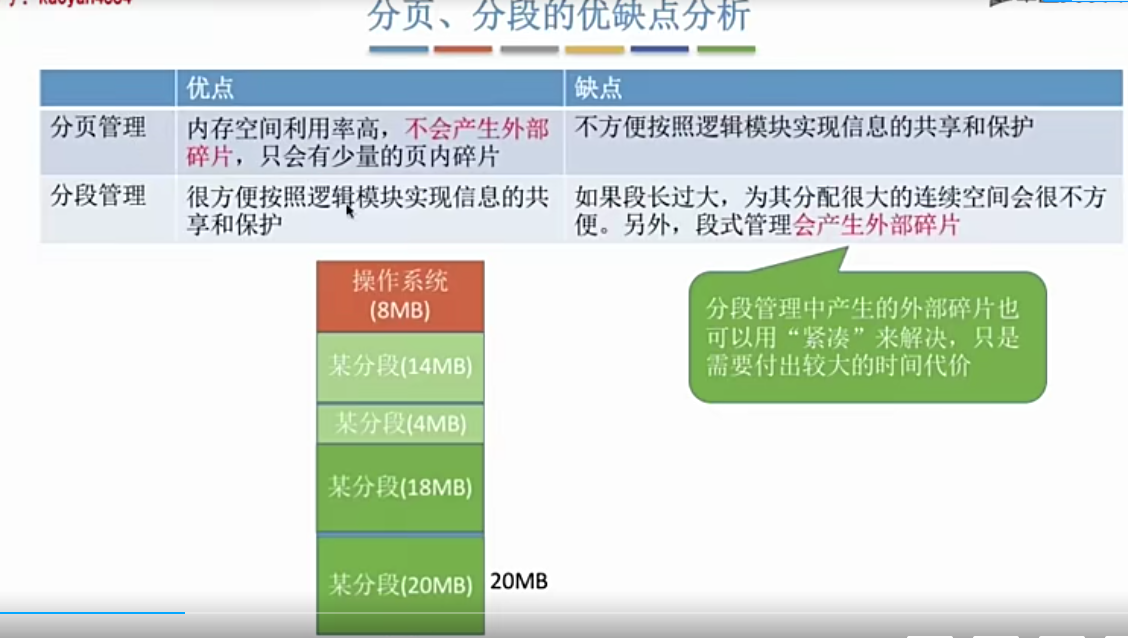 分页、分段的优缺点分析
优点
缺点
分页管理
内存空间利用率高，不会产生外部
碎片，只会有少量的页内碎片
不方便按照逻辑模块实现信息的共享和保护
分段管理
很方便按照逻辑模块实现信息的共
享和保护
如果段长过大，为其分配很大的连续空间会很不方
便。另外，段式管理会产生外部碎片
操作系统
(8MB)
某分段(14MB)
某分段(4MB)
某分段(18MB)
某分段(20MB)
20MB
分段管理中产生的外部碎片也
可以用“紧凑”来解决，只是
需要付出较大的时间代价